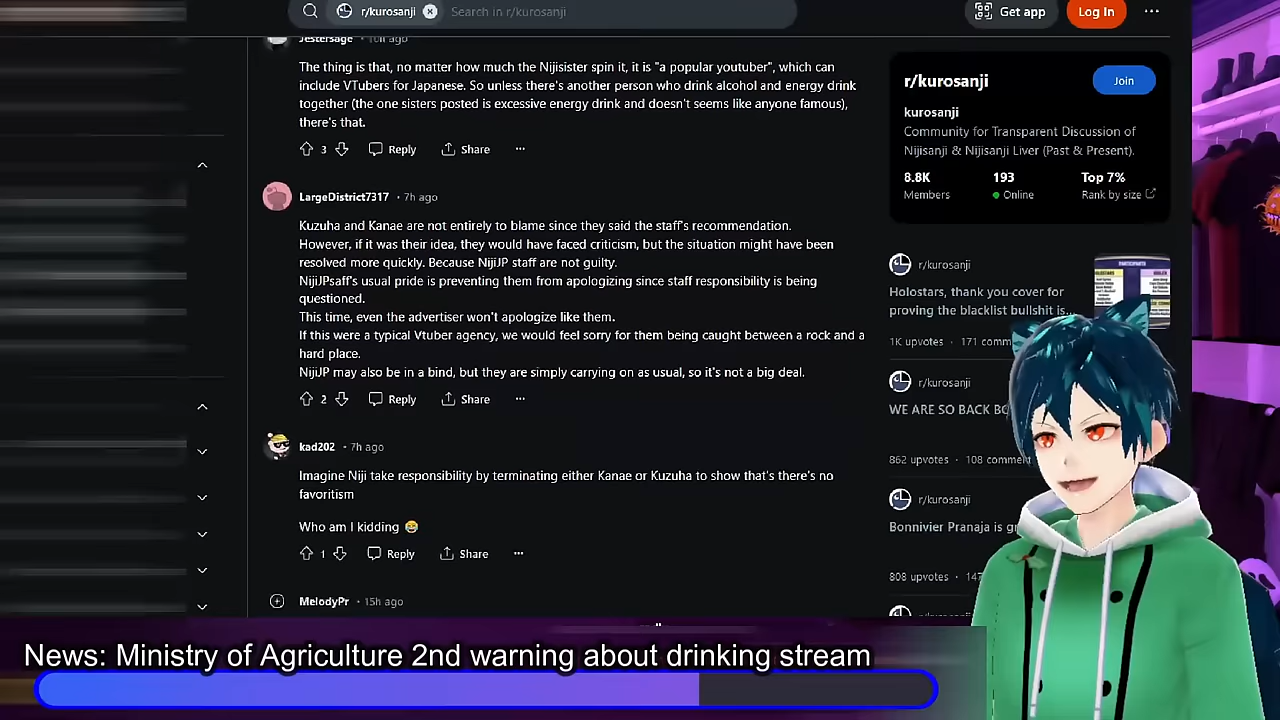 r/kurosanji
Search in r/kurosanji
Get app
Log In
Jestersage • 10h ago
The thing is that, no matter how much the Nijisister spin it, it is "a popular youtuber", which can
include VTubers for Japanese. So unless there's another person who drink alcohol and energy drink
together (the one sisters posted is excessive energy drink and doesn't seems like anyone famous),
there's that.
3
Reply
Share
LargeDistrict7317 • 7h ago
Kuzuha and Kanae are not entirely to blame since they said the staff's recommendation.
However, if it was their idea, they would have faced criticism, but the situation might have been
resolved more quickly. Because NijiJP staff are not guilty.
NijiJPsaff's usual pride is preventing them from apologizing since staff responsibility is being
questioned.
This time, even the advertiser won't apologize like them.
If this were a typical Vtuber agency, we would feel sorry for them being caught between a rock and a
hard place.
NijiJP may also be in a bind, but they are simply carrying on as usual, so it's not a big deal.
2
Reply
Share
kad202 • 7h ago
Imagine Niji take responsibility by terminating either Kanae or Kuzuha to show that's there's no
favoritism
Who am I kidding 😂
1
Reply
Share
MelodyPr • 15h ago
r/kurosanji
Join
kurosanji
Community for Transparent Discussion of
Nijisanji & Nijisanji Liver (Past & Present).
8.8K
193
Top 7%
Members
Online
Rank by size
r/kurosanji
Holostars, thank you cover for
proving the blacklist bullshit is...
1K upvotes • 171 comm
r/kurosanji
WE ARE SO BACK BO
862 upvotes • 108 comment
r/kurosanji
Bonnivier Pranaja is gr
808 upvotes • 147
News: Ministry of Agriculture 2nd warning about drinking stream